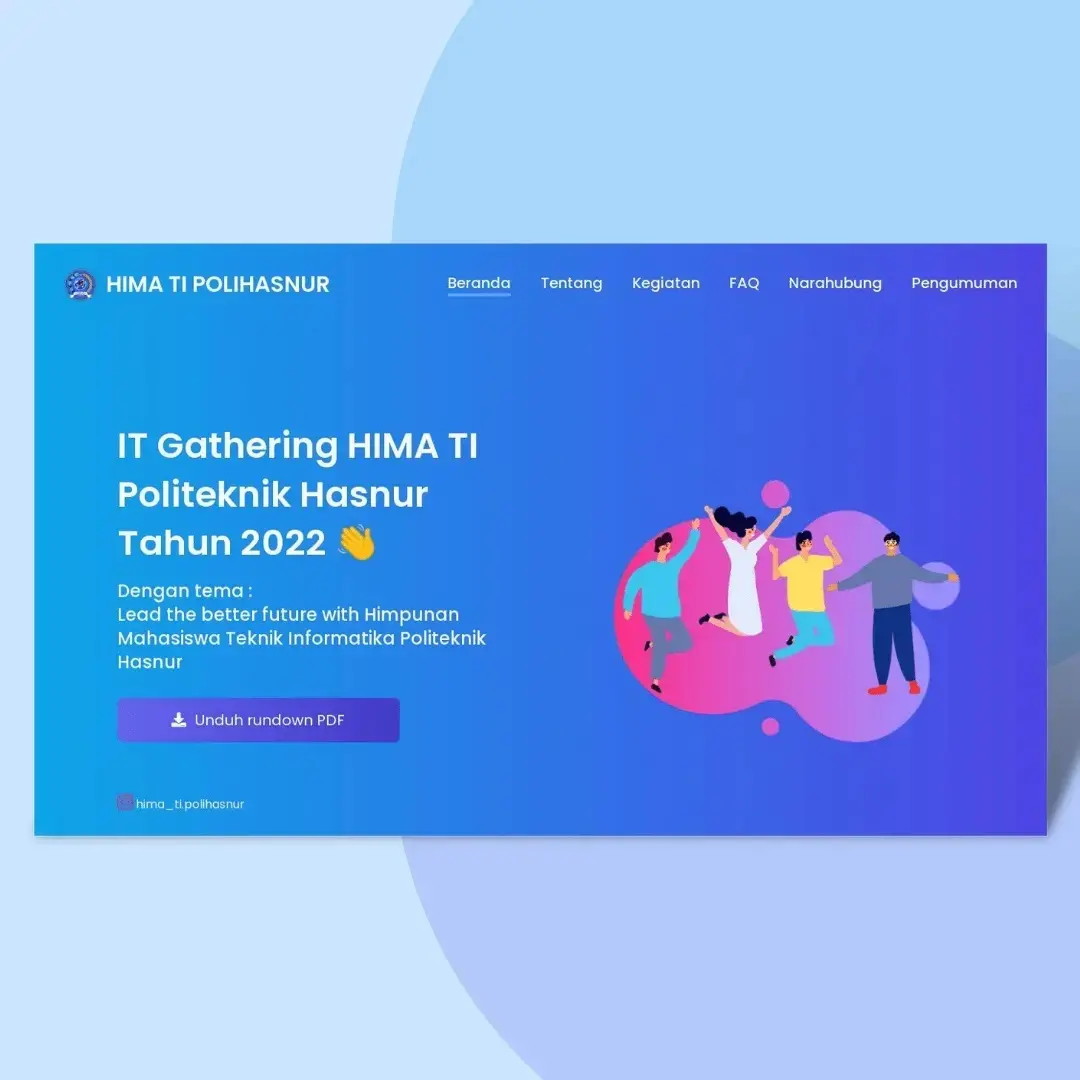 HIMA TI POLIHASNUR
Beranda Tentang Kegiatan FAQ Narahubung Pengumuman
IT Gathering HIMA TI
Politeknik Hasnur
Tahun 2022 👋
Dengan tema :
Lead the better future with Himpunan
Mahasiswa Teknik Informatika Politeknik
Hasnur
Unduh rundown PDF
hima_ti.polihasnur